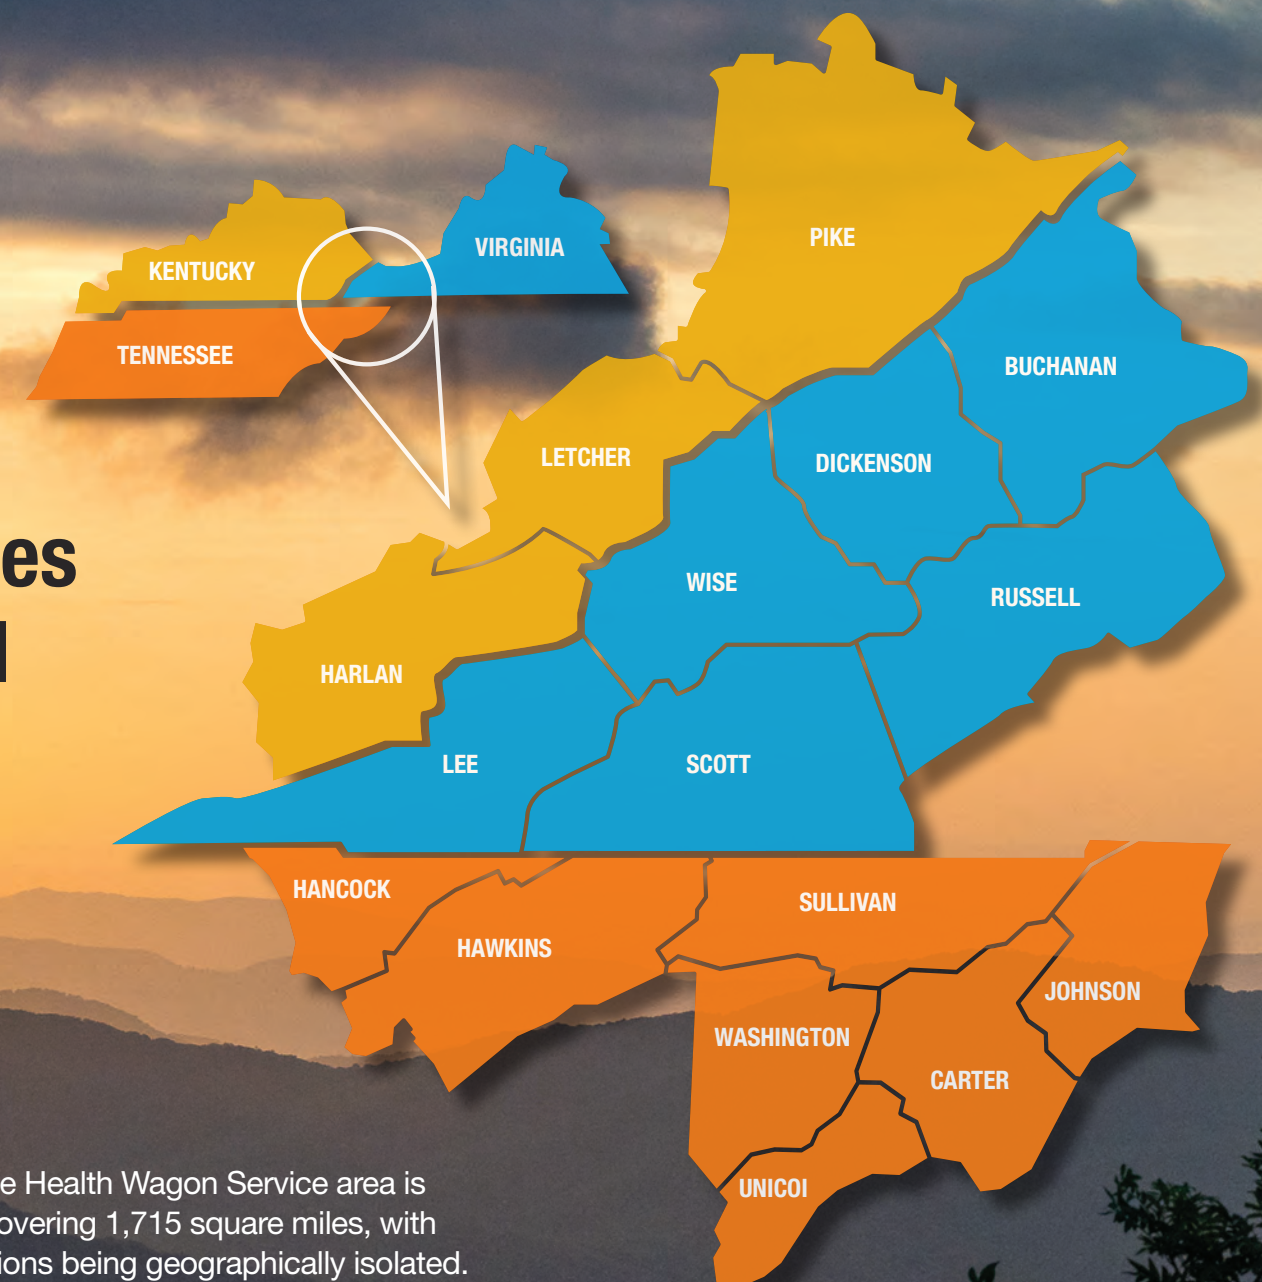 PIKE
VIRGINIA
KENTUCKY
TENNESSEE
BUCHANAN
LETCHER
DICKENSON
es
WISE
RUSSELL
HARLAN
LEE
SCOTT
HANCOCK
SULLIVAN
HAWKINS
JOHNSON
WASHINGTON
CARTER
UNICOI
e Health Wagon Service area is
overing 1,715 square miles, with
ions being geographically isolated.